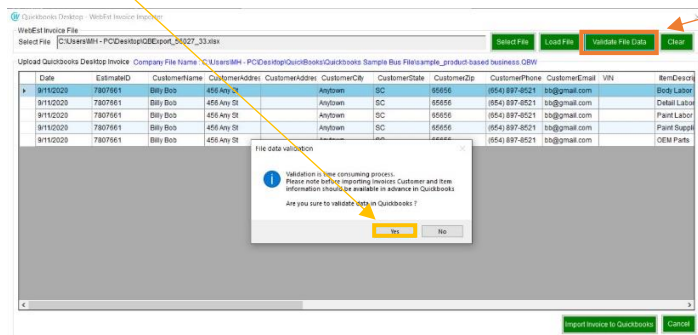 Quickbooks Desktop - WebEst Invoice Importer
WebEst Invoice File
Select File C:\Users\WH - PC\Desktop\QBExport_50027_33.xlsx Select File Load File Validate File Data Clear
Upload Quickbooks Desktop Invoice Company File Name : C:\Users\WH - PC\Desktop\QuickBooks\Quickbooks Sample Bus File\sample_product-based business.QBW
Date EstimateID CustomerName CustomerAddres CustomerAddres CustomerCity CustomerState CustomerZip CustomerPhone CustomerEmail VIN ItemDescrip
9/11/2020 7807661 Billy Bob 456 Any St Anytown SC 65656 (654) 897-8521 bb@gmail.com Body Labor
9/11/2020 7807661 Billy Bob 456 Any St Anytown SC 65656 (654) 897-8521 bb@gmail.com Detail Labor
9/11/2020 7807661 Billy Bob 456 Any St Anytown SC 65656 (654) 897-8521 bb@gmail.com Paint Labor
9/11/2020 7807661 Billy Bob 456 Any St Anytown SC 65656 (654) 897-8521 bb@gmail.com Paint Suppli
9/11/2020 7807661 Billy Bob 456 Any St (654) 897-8521 bb@gmail.com OEM Parts
File data validation
Validation is time consuming process.
Please note before importing Invoices Customer and Item
information should be available in advance in Quickbooks
Are you sure to validate data in Quickbooks ?
Yes No
Import Invoice to Quickbooks Cancel